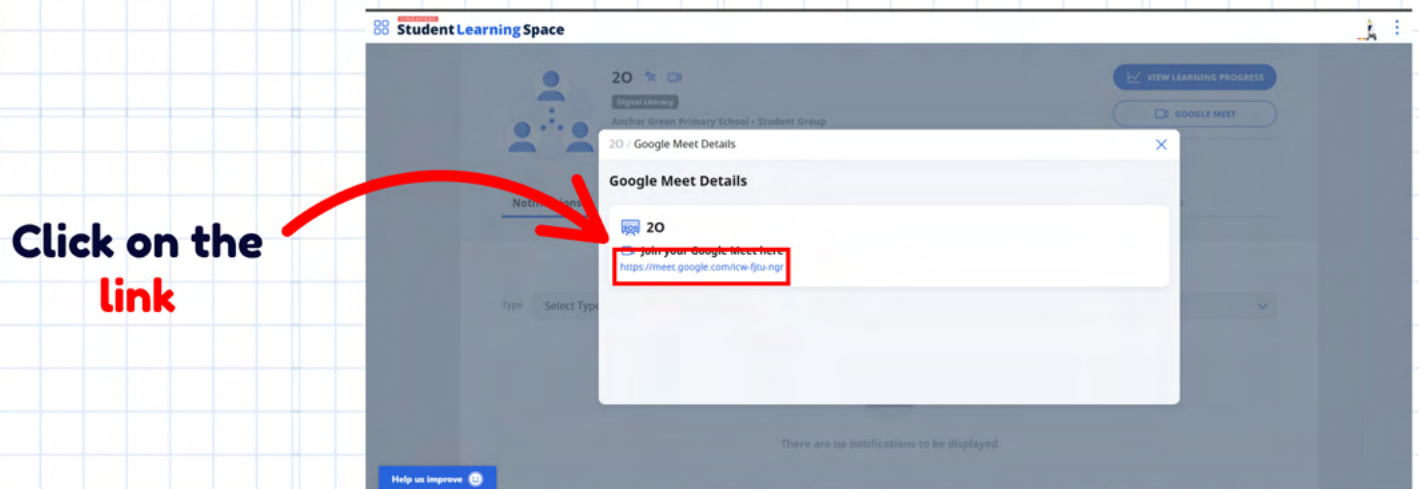 SINGAPORE
Student Learning Space
2O
VIEW LEARNING PROGRESS
Digital Literacy
GOOGLE MEET
Anchor Green Primary School • Student Group
2O / Google Meet Details
Google Meet Details
Notifications
2O
Click on the
link
Join your Google Meet here
https://meet.google.com/icw-fjtu-ngr
Type
Select Type
There are no notifications to be displayed
Help us improve